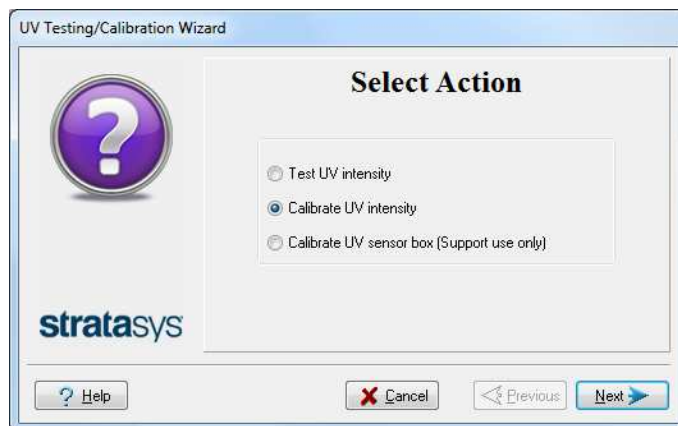 UV Testing/Calibration Wizard
Select Action
Test UV intensity
Calibrate UV intensity
Calibrate UV sensor box (Support use only)
stratasys
? Help
Cancel
Previous
Next